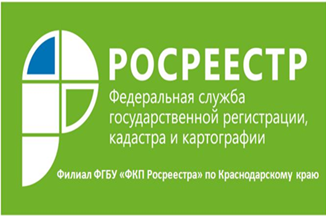 РОСРЕЕСТР
Федеральная служба
государственной регистрации,
кадастра и картографии
Филиал ФГБУ «ФКП Росреестра» по Краснодарскому краю